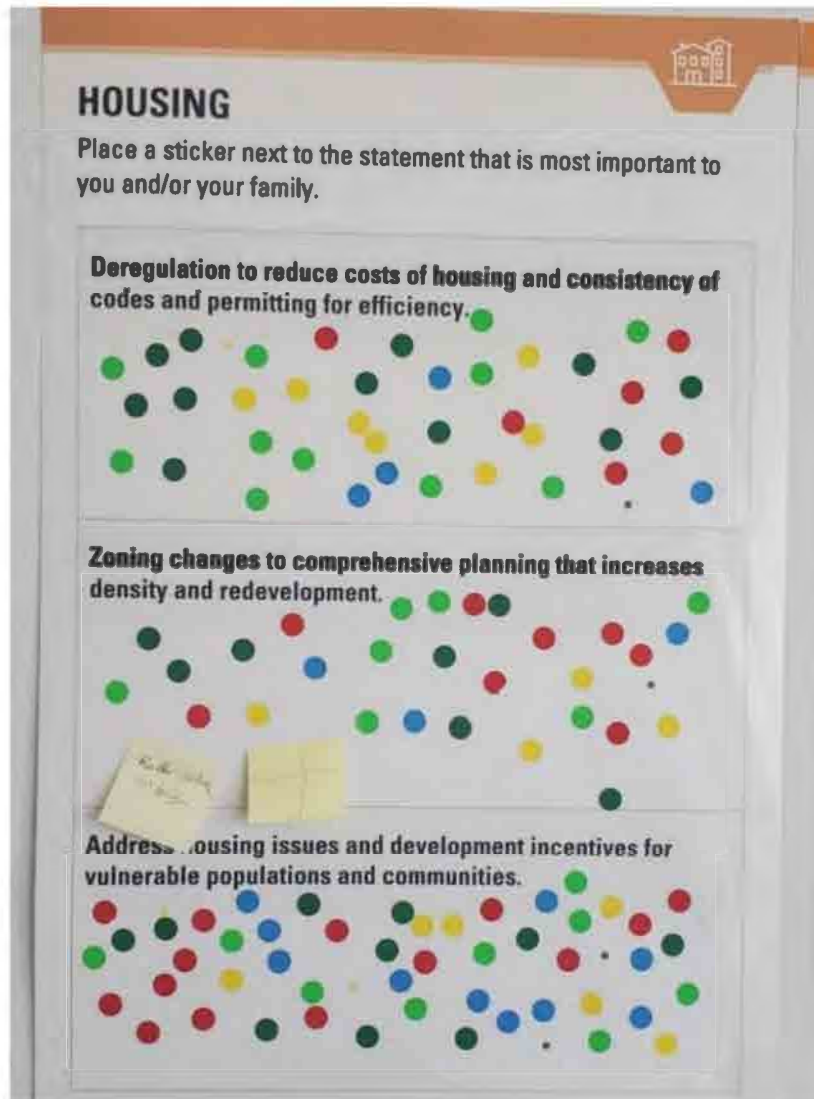 HOUSING
Place a sticker next to the statement that is most important to
you and/or your family.
Deregulation to reduce costs of housing and consistency of
codes and permitting for efficiency.
Zoning changes to comprehensive planning that increases
density and redevelopment.
Address ousing issues and development incentives for
vulnerable populations and communities.